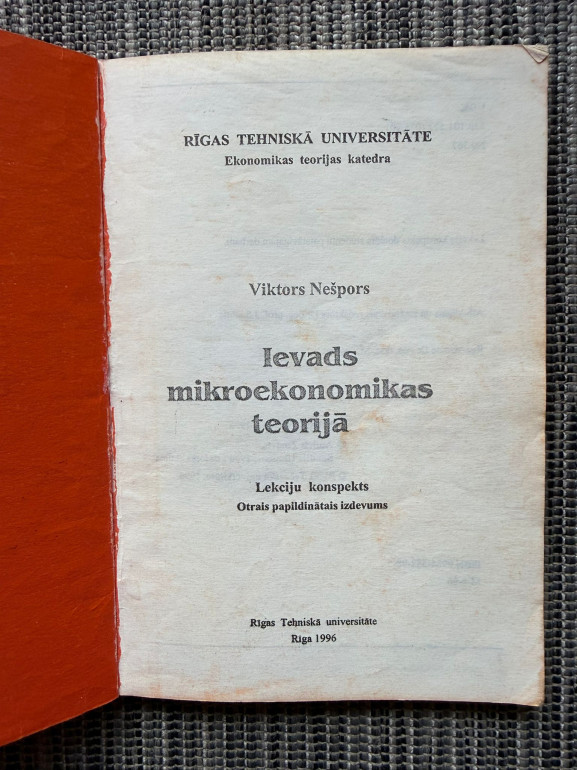 RĪGAS TEHNISKĀ UNIVERSITĀTE
Ekonomikas teorijas katedra
Viktors Nešpors
Ievads
mikroekonomikas
teorijā
Lekciju konspekts
Otrais papildinātais izdevums
Rīgas Tehniskā universitāte
Rīga 1996